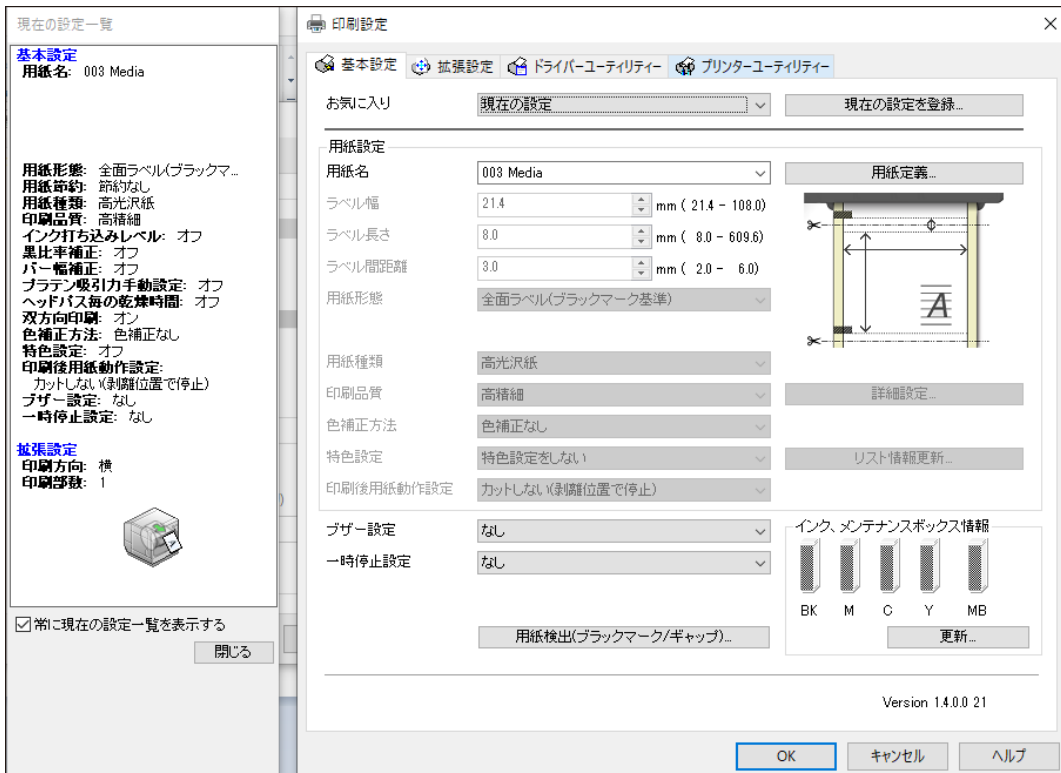 現在の設定一覧
基本設定
用紙名: 003 Media
用紙形態: 全面ラベル(ブラックマ...
用紙節約: 節約なし
用紙種類: 高光沢紙
印刷品質: 高精細
インク打ち込みレベル: オフ
黒比率補正: オフ
バー幅補正: オフ
プラテン吸引力手動設定: オフ
ヘッドパス毎の乾燥時間: オフ
双方向印刷: オン
色補正方法: 色補正なし
特色設定: オフ
印刷後用紙動作設定:
カットしない(剥離位置で停止)
ブザー設定: なし
一時停止設定: なし
拡張設定
印刷方向: 横
印刷部数: 1
常に現在の設定一覧を表示する
閉じる
印刷設定
基本設定 拡張設定 ドライバーユーティリティー プリンターユーティリティー
お気に入り 現在の設定 現在の設定を登録...
用紙設定
用紙名 003 Media 用紙定義...
ラベル幅 21.4 mm ( 21.4 - 108.0)
ラベル長さ 8.0 mm ( 8.0 - 609.6)
ラベル間距離 3.0 mm ( 2.0 - 6.0)
用紙形態 全面ラベル(ブラックマーク基準)
A
用紙種類 高光沢紙
印刷品質 高精細 詳細設定...
色補正方法 色補正なし
特色設定 特色設定をしない リスト情報更新...
印刷後用紙動作設定 カットしない(剥離位置で停止)
ブザー設定 なし
一時停止設定 なし
インク、メンテナンスボックス情報
BK M C Y MB
用紙検出(ブラックマーク/ギャップ)... 更新...
Version 1.4.0.0 21
OK キャンセル ヘルプ